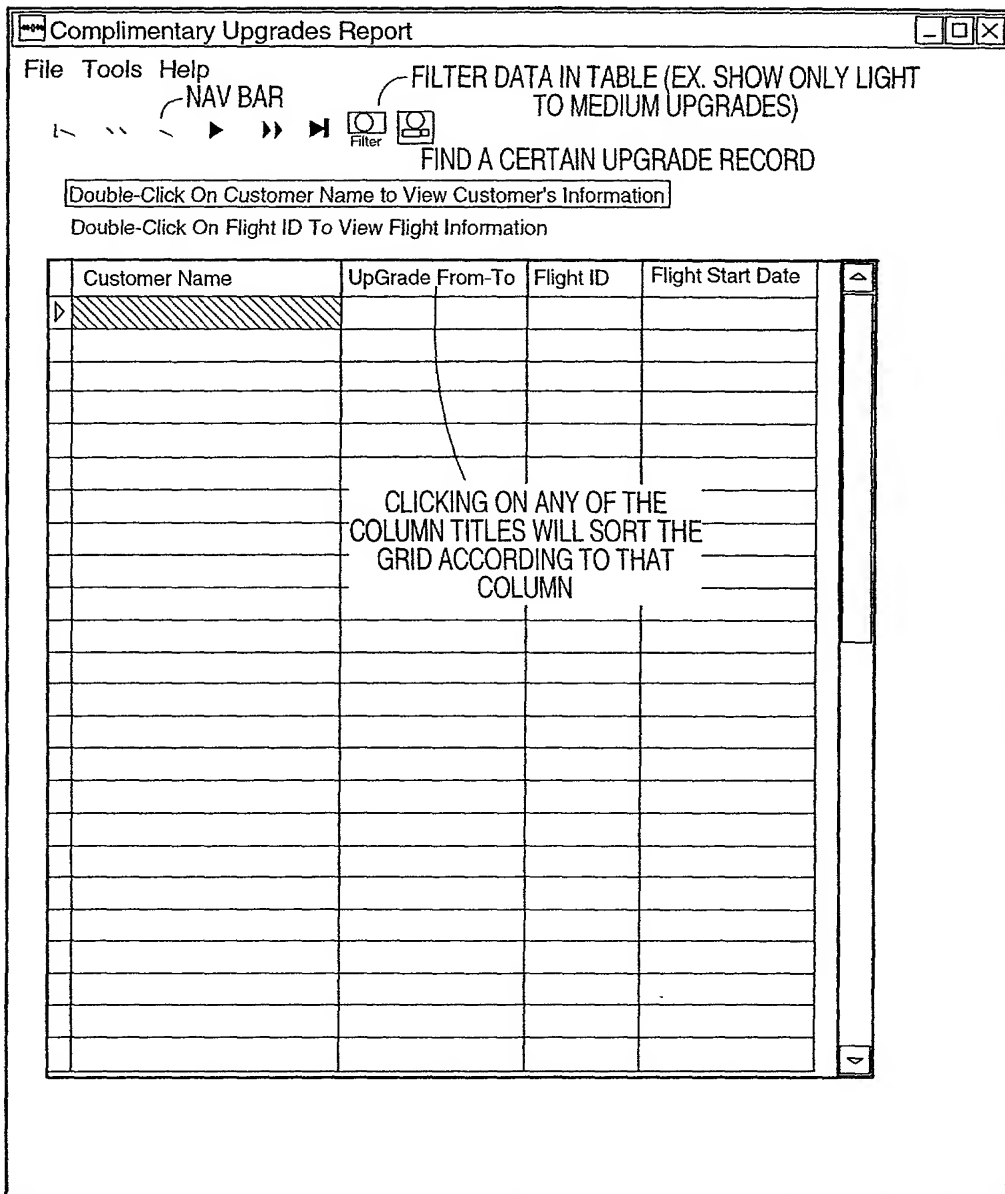 Complimentary Upgrades Report
File Tools Help
NAV BAR
FILTER DATA IN TABLE (EX. SHOW ONLY LIGHT
TO MEDIUM UPGRADES)
Filter
FIND A CERTAIN UPGRADE RECORD
Double-Click On Customer Name to View Customer's Information
Double-Click On Flight ID To View Flight Information
Customer Name UpGrade From-To Flight ID Flight Start Date
CLICKING ON ANY OF THE
COLUMN TITLES WILL SORT THE
GRID ACCORDING TO THAT
COLUMN